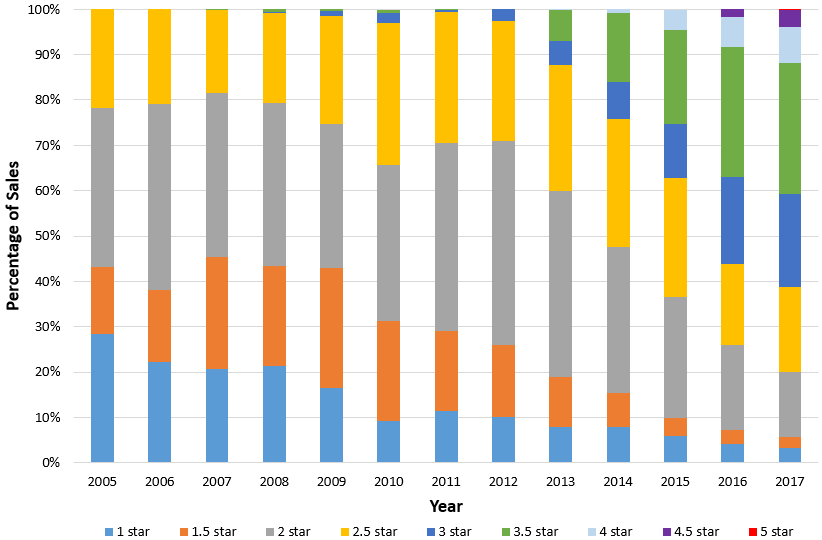 100%
90%
80%
70%
60%
50%
40%
30%
20%
10%
0%
Percentage of Sales
2005 2006 2007 2008 2009 2010 2011 2012 2013 2014 2015 2016 2017
Year
1 star 1.5 star 2 star 2.5 star 3 star 3.5 star 4 star 4.5 star 5 star